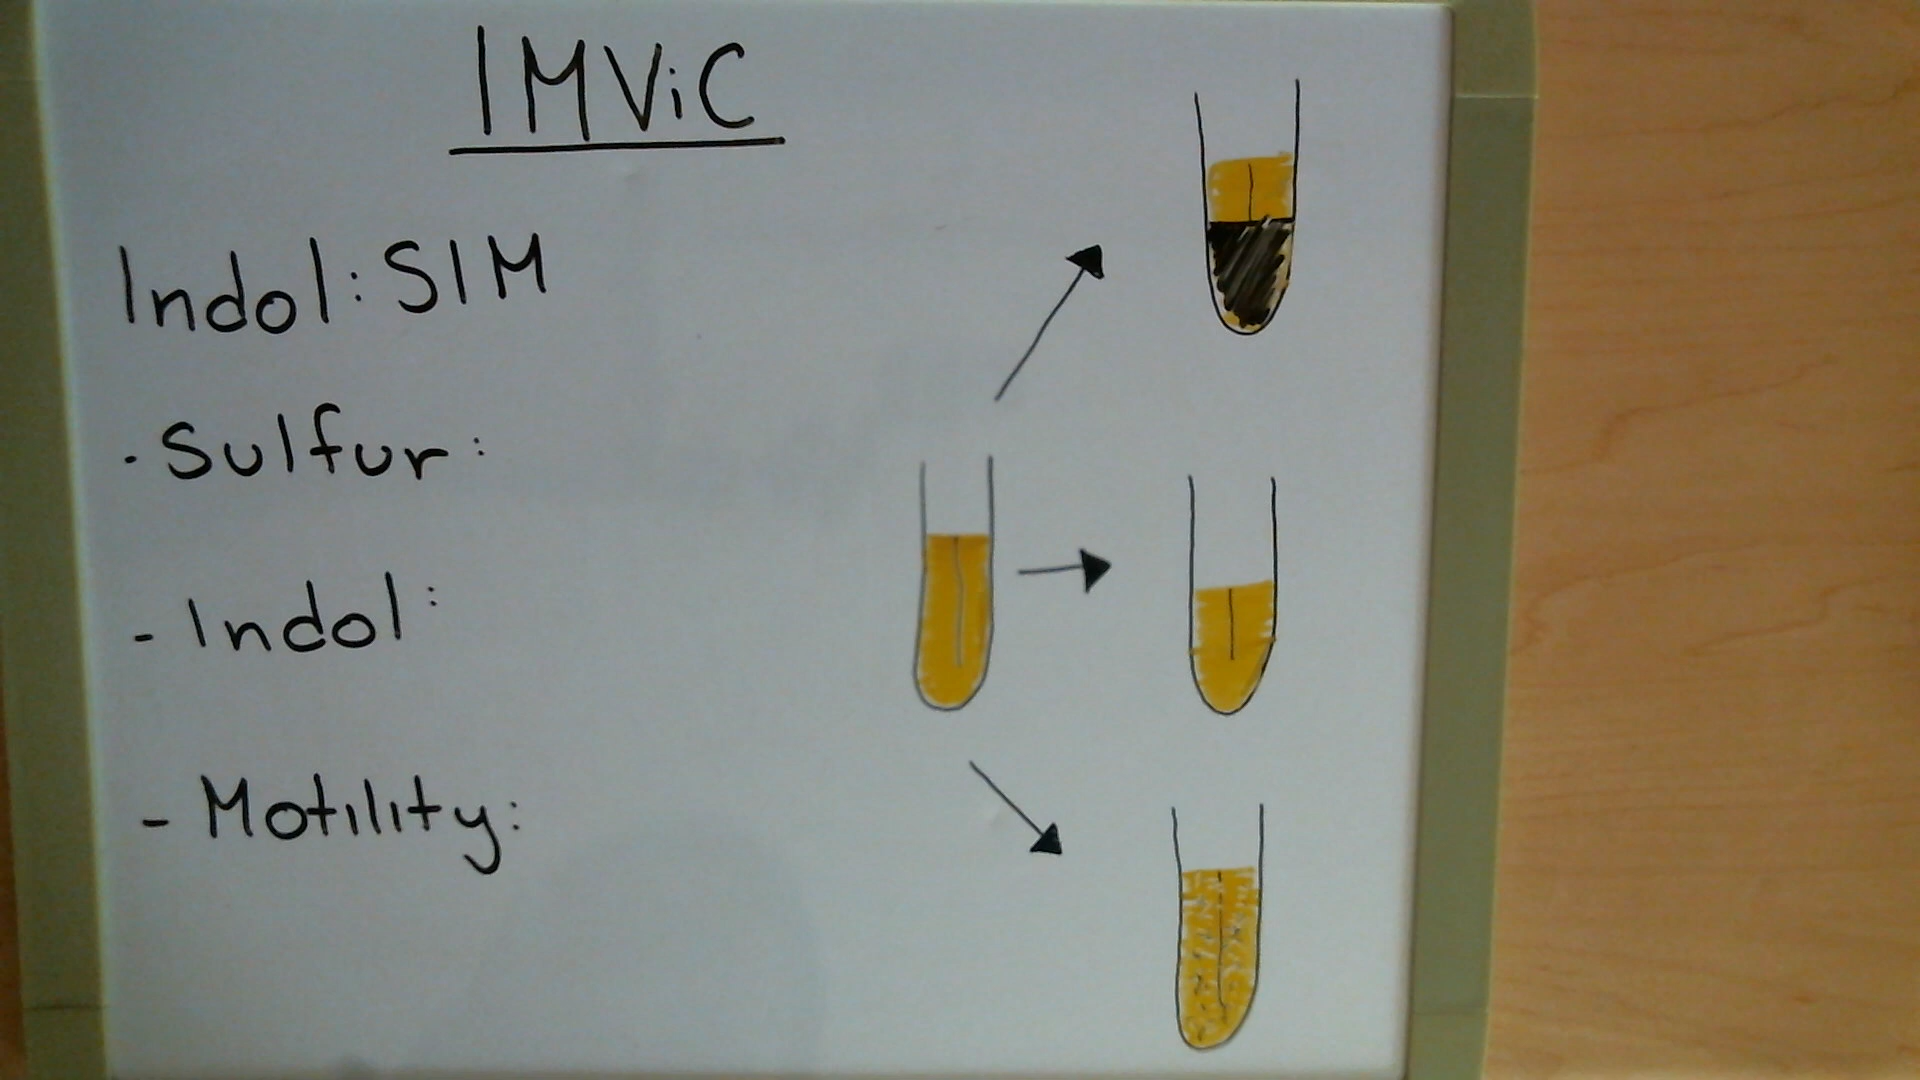 IMViC
Indol: SIM
· Sulfur:
- Indol:
- Motility: